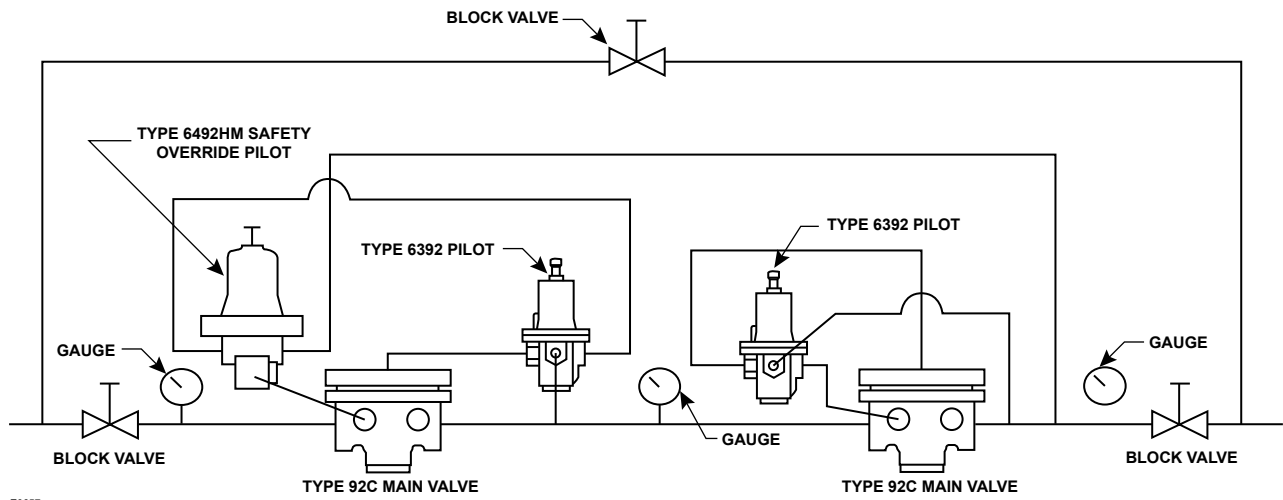 BLOCK VALVE
TYPE 6492HM SAFETY
OVERRIDE PILOT
TYPE 6392 PILOT
TYPE 6392 PILOT
GAUGE
GAUGE
GAUGE
BLOCK VALVE
BLOCK VALVE
TYPE 92C MAIN VALVE
TYPE 92C MAIN VALVE